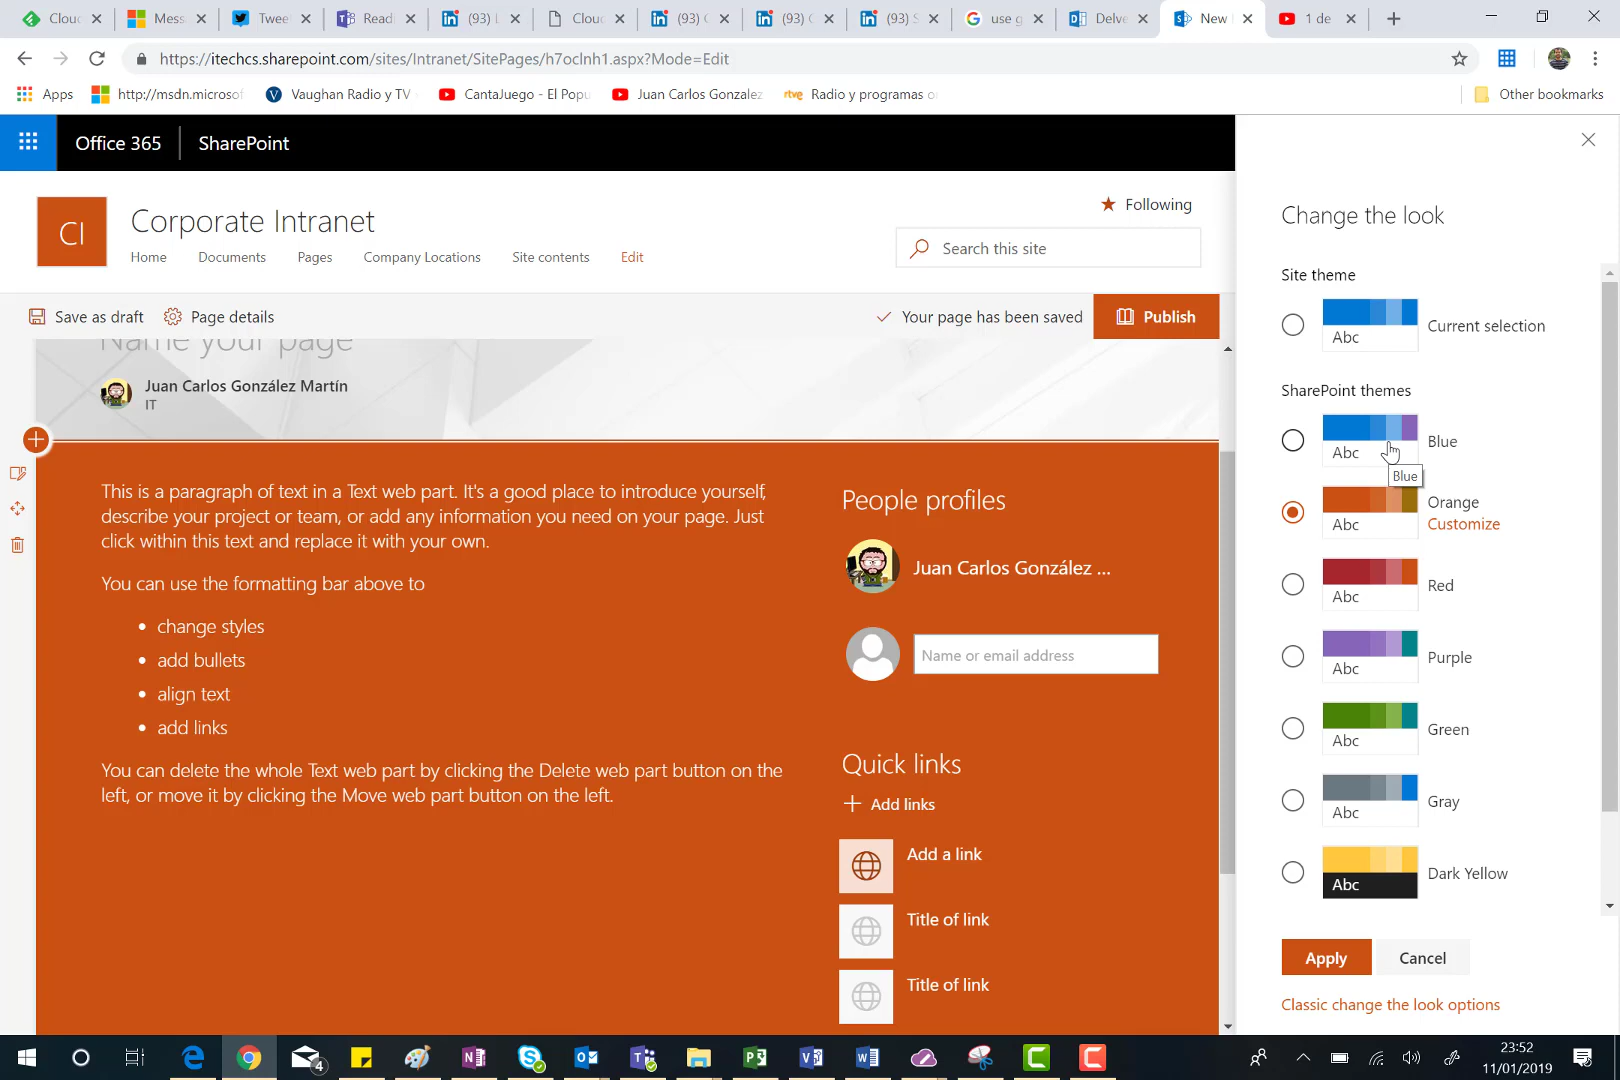 Clou
Mess
Twee
Read
(93) L
Clou
(93) C
(93) C
(93) S
use g
Delve
New
1 de
https://itechcs.sharepoint.com/sites/Intranet/SitePages/h7oclnh1.aspx?Mode=Edit
Apps
http://msdn.microsof
Vaughan Radio y TV
CantaJuego - El Popu
Juan Carlos Gonzalez
rtve
Radio y programas o
Other bookmarks
Office 365
SharePoint
CI
Corporate Intranet
Home
Documents
Pages
Company Locations
Site contents
Edit
Following
Search this site
Save as draft
Page details
Your page has been saved
Publish
Name your page
Juan Carlos González Martín
IT
This is a paragraph of text in a Text web part. It's a good place to introduce yourself,
describe your project or team, or add any information you need on your page. Just
click within this text and replace it with your own.
You can use the formatting bar above to
• change styles
• add bullets
• align text
• add links
You can delete the whole Text web part by clicking the Delete web part button on the
left, or move it by clicking the Move web part button on the left.
People profiles
Juan Carlos González ...
Name or email address
Quick links
Add links
Add a link
Title of link
Title of link
Change the look
Site theme
Abc
Current selection
SharePoint themes
Abc
Blue
Blue
Abc
Orange
Customize
Abc
Red
Abc
Purple
Abc
Green
Abc
Gray
Abc
Dark Yellow
Apply
Cancel
Classic change the look options
4
23:52
11/01/2019